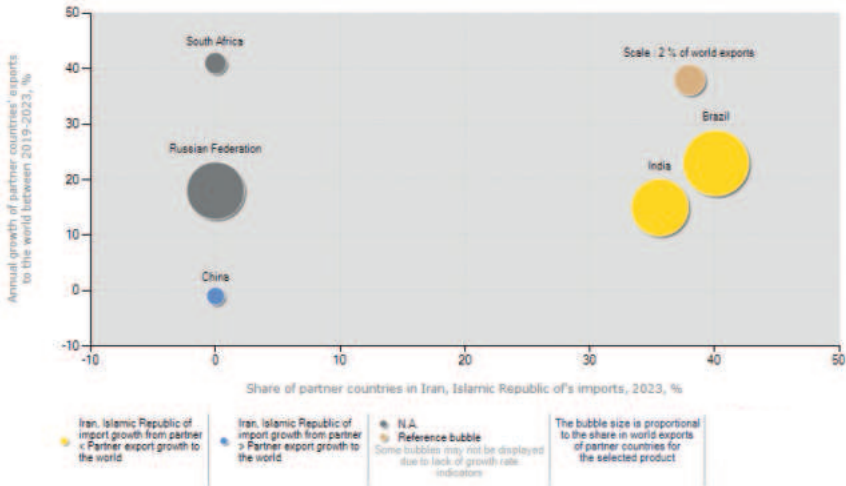 Annual growth of partner countries' exports
to the world between 2019-2023, %
50
40
30
20
10
0
-10
South Africa
Scale : 2 % of world exports
Brazil
Russian Federation
India
China
-10
0
10
20
30
40
50
Share of partner countries in Iran, Islamic Republic of's imports, 2023, %
Iran, Islamic Republic of
import growth from partner
< Partner export growth to
the world
Iran, Islamic Republic of
import growth from partner
> Partner export growth to
the world
N.A.
Reference bubble
Some bubbles may not be displayed
due to lack of growth rate
indicators
The bubble size is proportional
to the share in world exports
of partner countries for
the selected product